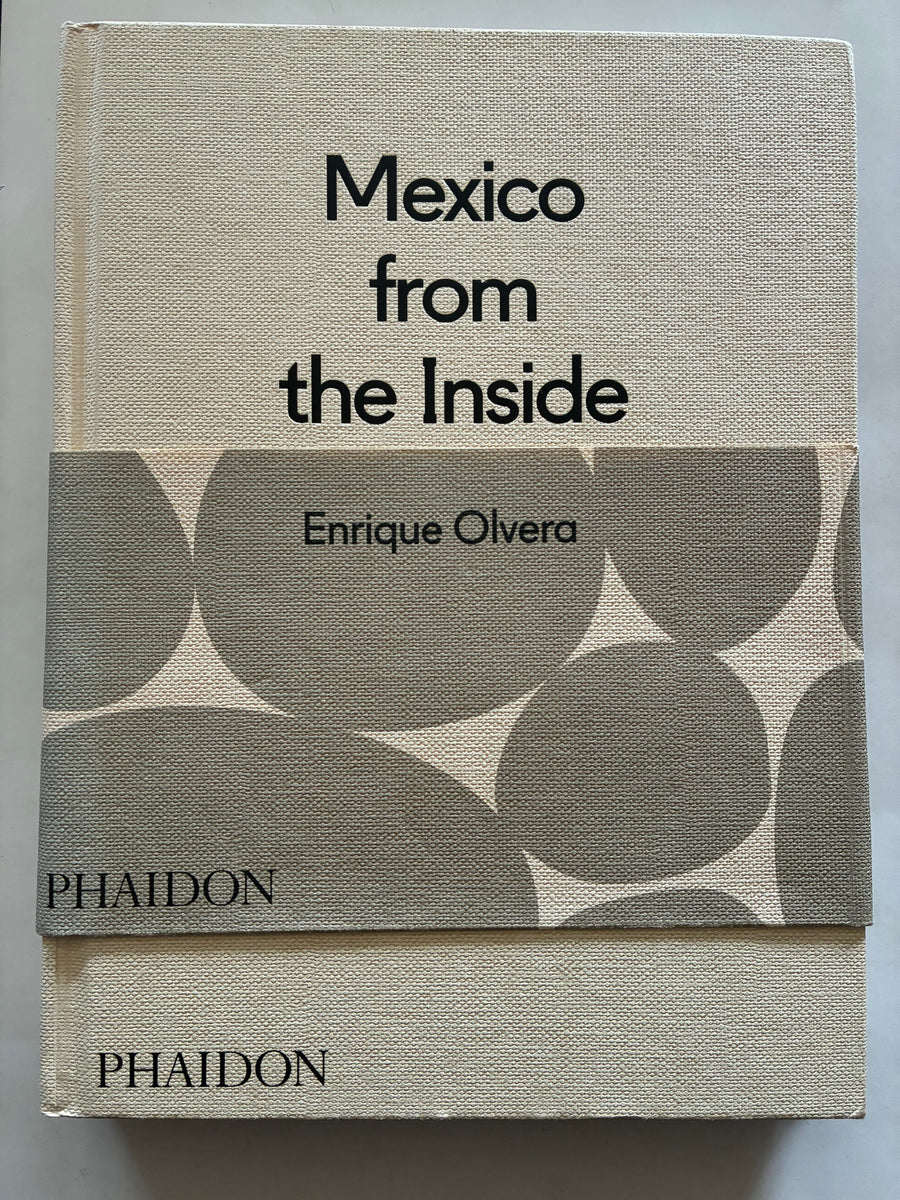 Mexico
from
the Inside
Enrique Olvera
PHAIDON
PHAIDON